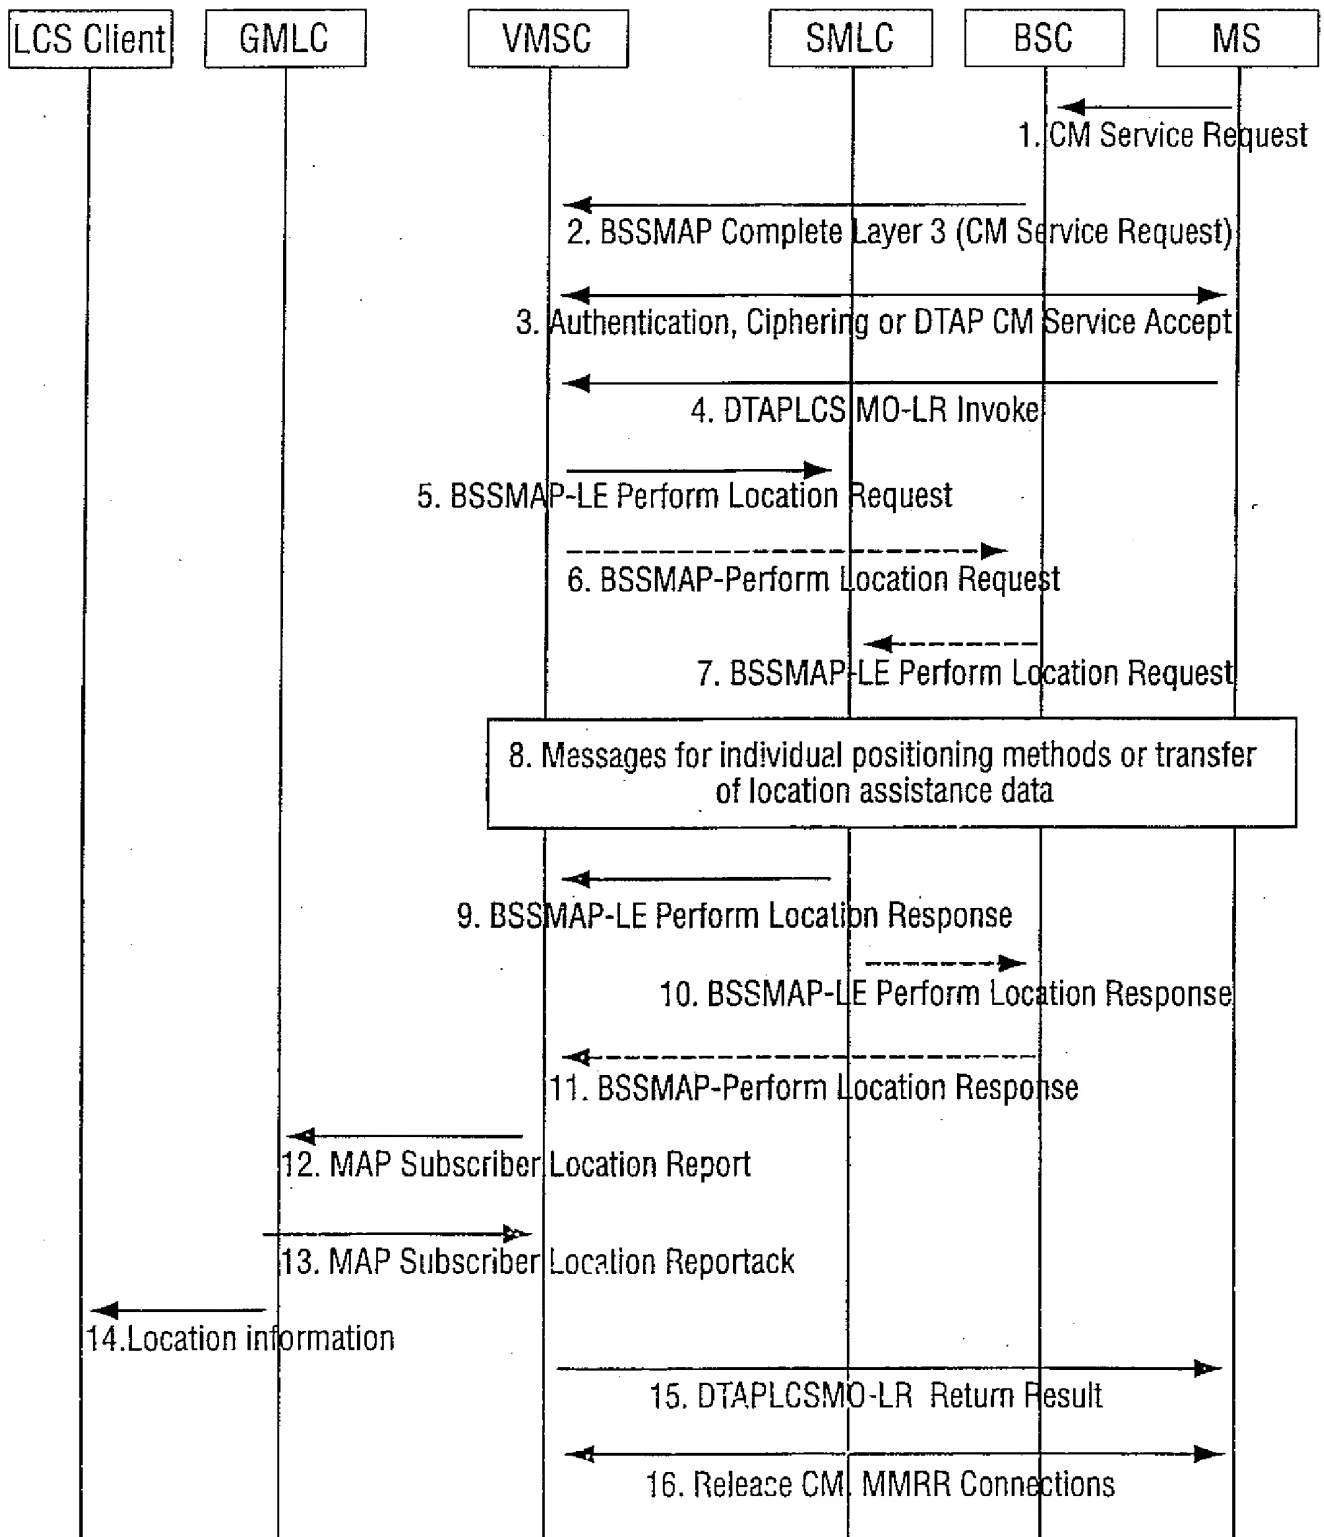 LCS Client
GMLC
VMSC
SMLC
BSC
MS
1. CM Service Request
2. BSSMAP Complete Layer 3 (CM Service Request)
3. Authentication, Ciphering or DTAP CM Service Accept
4. DTAPLCS MO-LR Invoke
5. BSSMAP-LE Perform Location Request
6. BSSMAP-Perform Location Request
7. BSSMAP-LE Perform Location Request
8. Messages for individual positioning methods or transfer
of location assistance data
9. BSSMAP-LE Perform Location Response
10. BSSMAP-LE Perform Location Response
11. BSSMAP-Perform Location Response
12. MAP Subscriber Location Report
13. MAP Subscriber Location Reportack
14.Location information
15. DTAPLCSMO-LR Return Result
16. Release CM, MMRR Connections